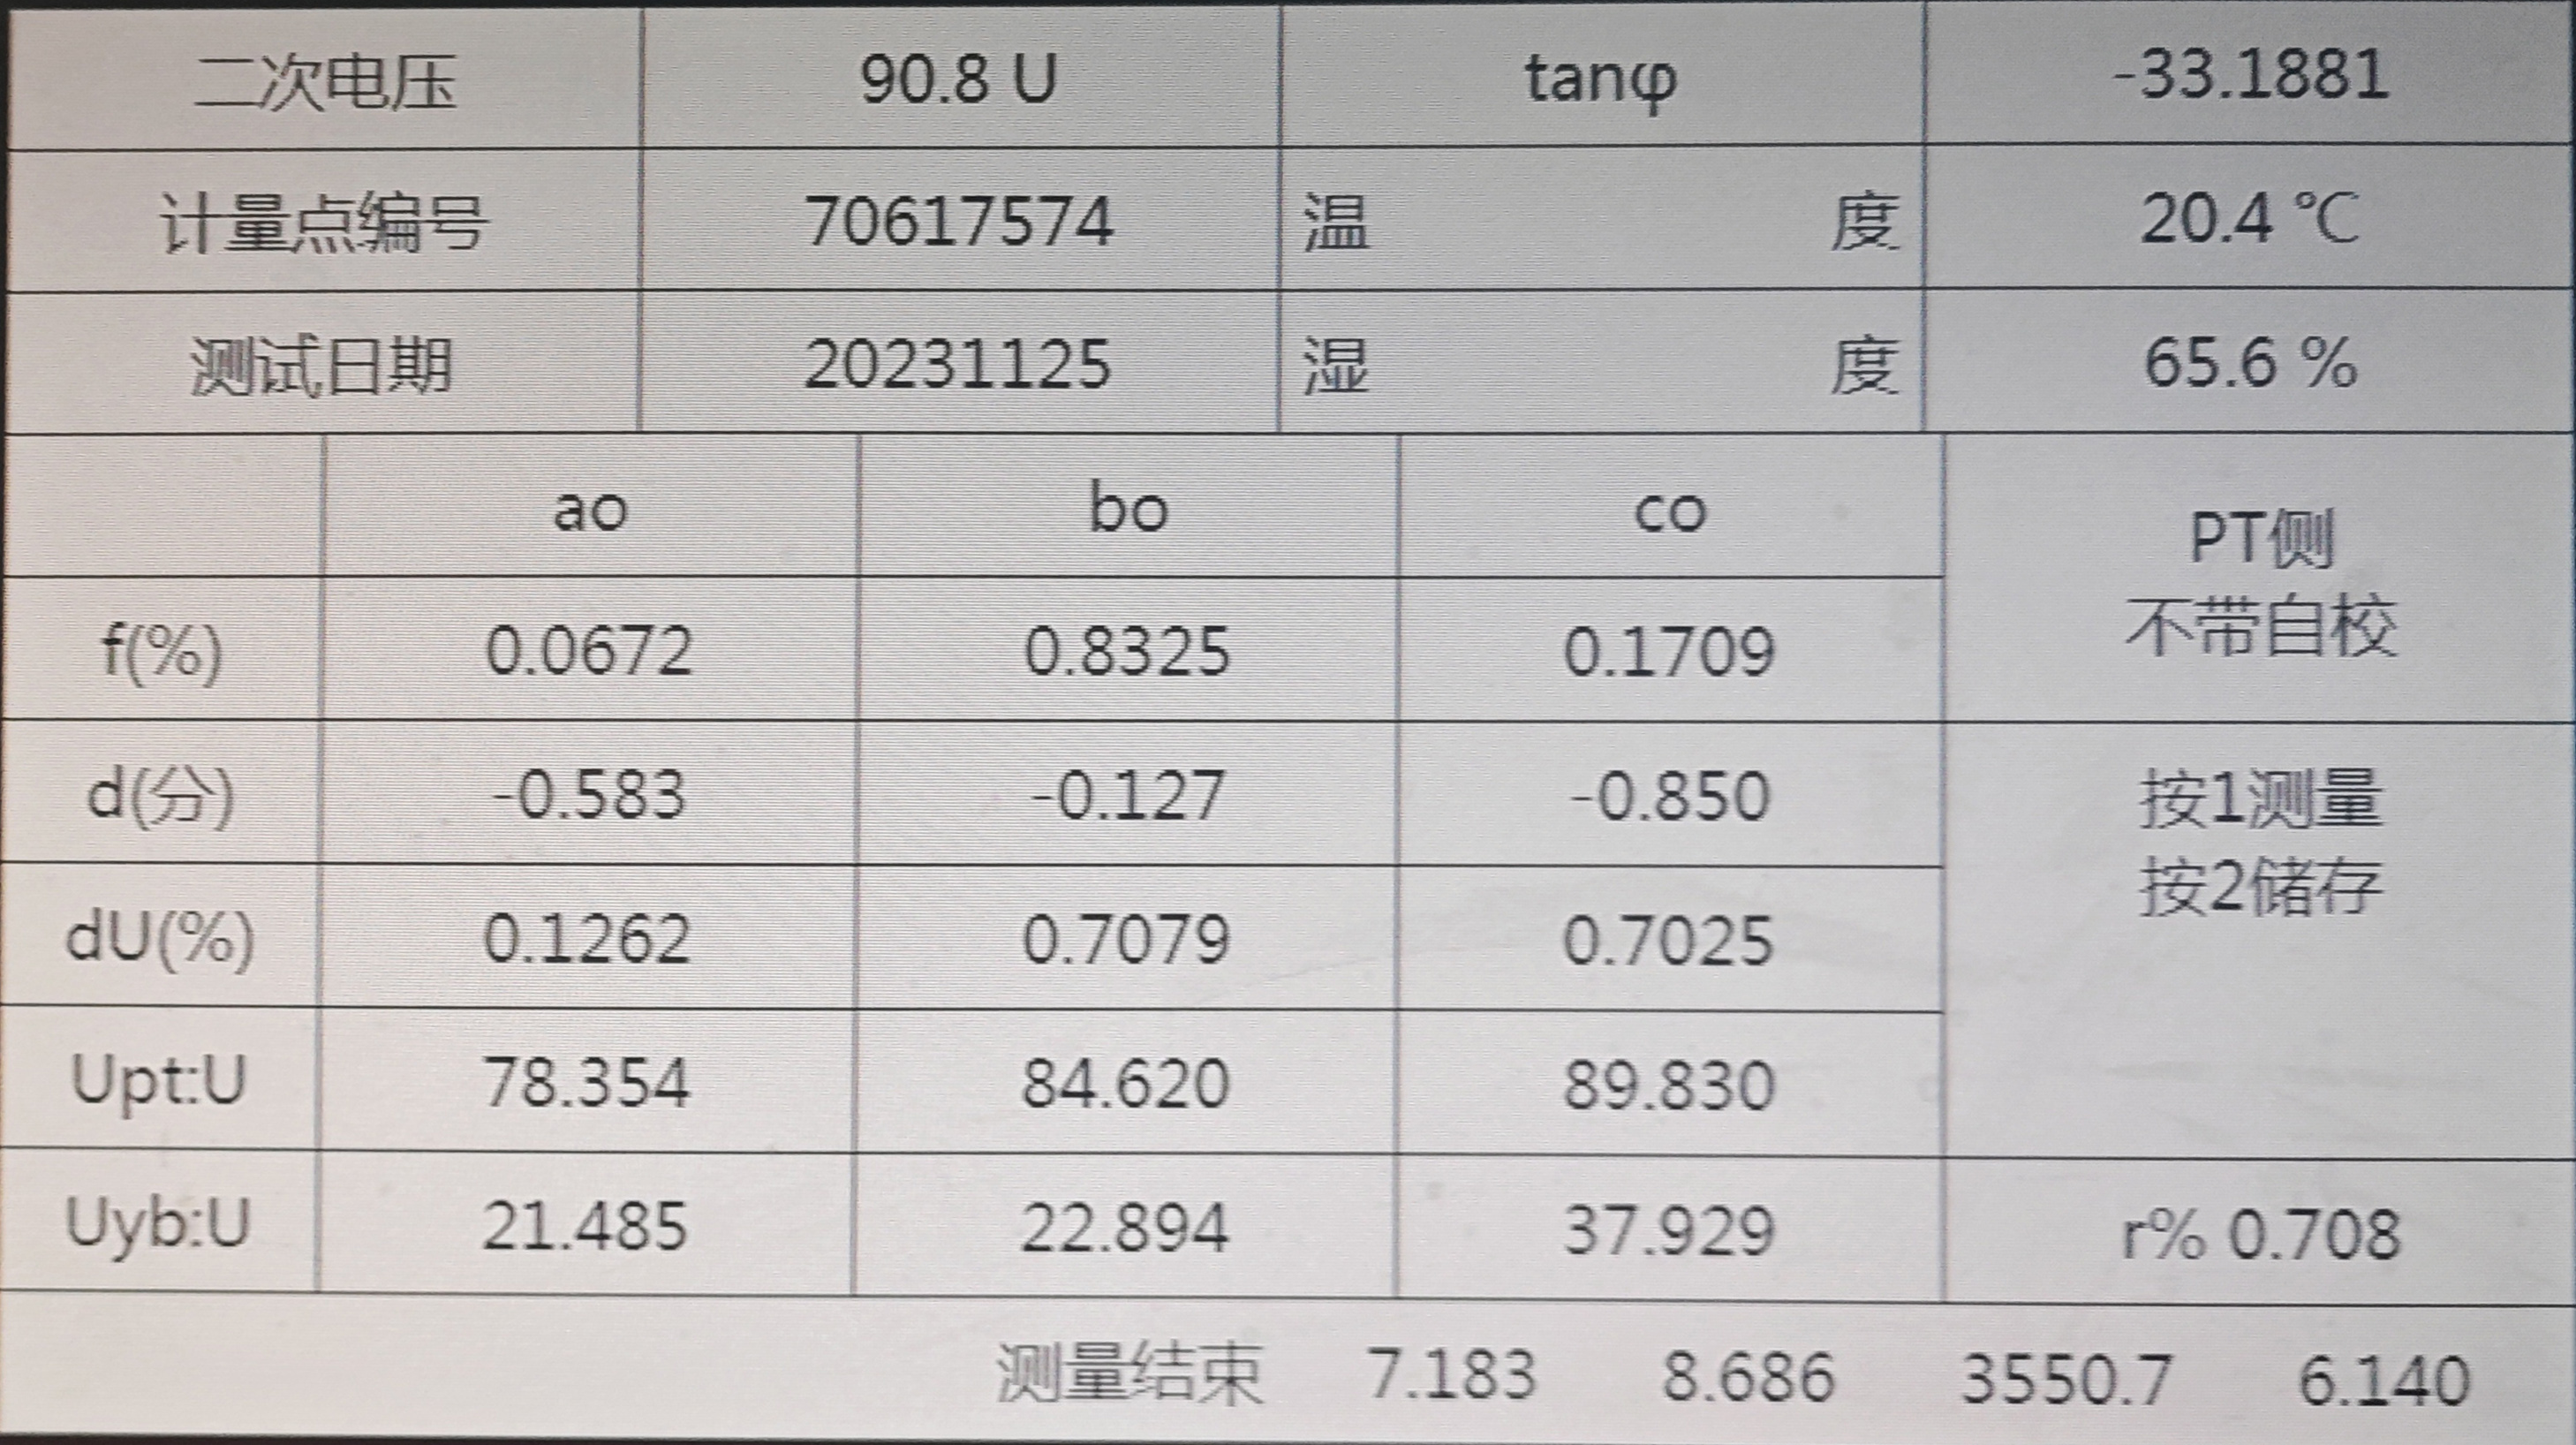 二次电压 90.8 U tanφ -33.1881
计量点编号 70617574 温 度 20.4 ℃
测试日期 20231125 湿 度 65.6 %
ao bo co PT侧
不带自校
f(%) 0.0672 0.8325 0.1709
d(分) -0.583 -0.127 -0.850 按1测量
按2储存
dU(%) 0.1262 0.7079 0.7025
Upt:U 78.354 84.620 89.830
Uyb:U 21.485 22.894 37.929 r% 0.708
测量结束 7.183 8.686 3550.7 6.140